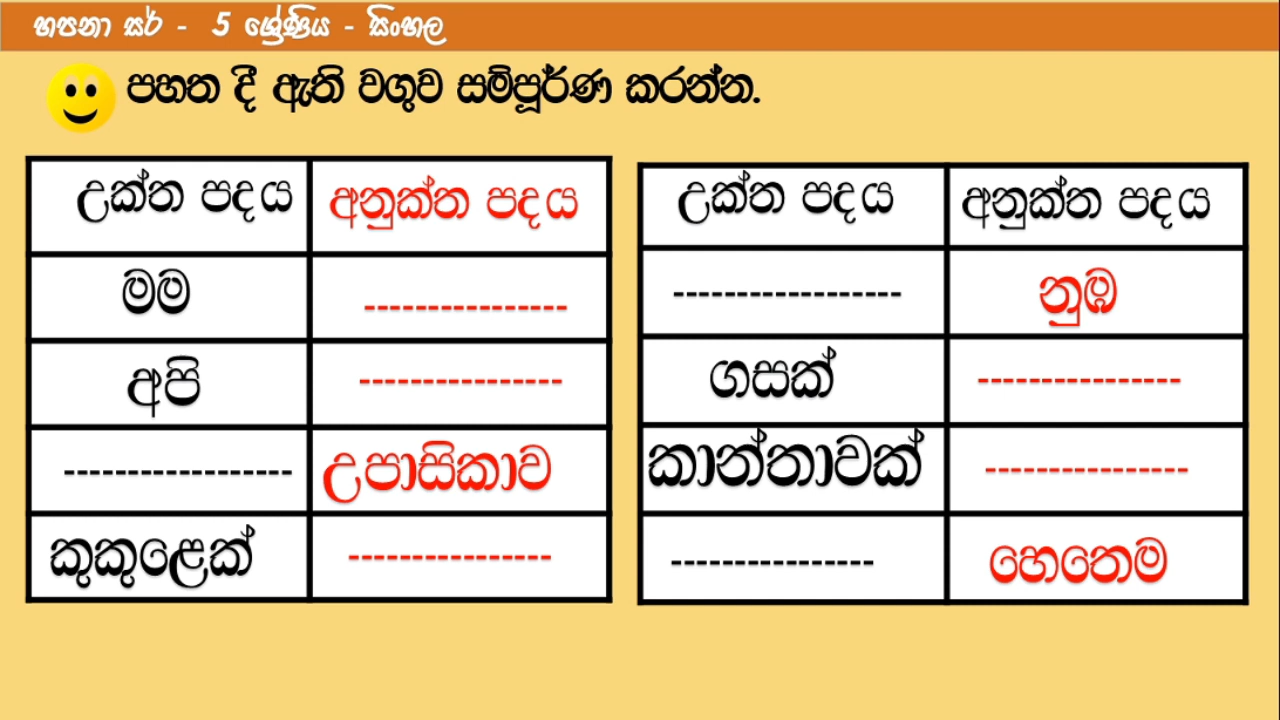 හපනා සර් - 5 ශ්‍රේණිය - සිංහල
පහත දී ඇති වගුව සම්පූර්ණ කරන්න.
උක්ත පදය අනුක්ත පදය
මම ----------------
අපි ----------------
------------------ උපාසිකාව
කුකුළෙක් ----------------
උක්ත පදය අනුක්ත පදය
------------------ නුඹ
ගසක් ----------------
කාන්තාවක් ----------------
---------------- හෙතෙම